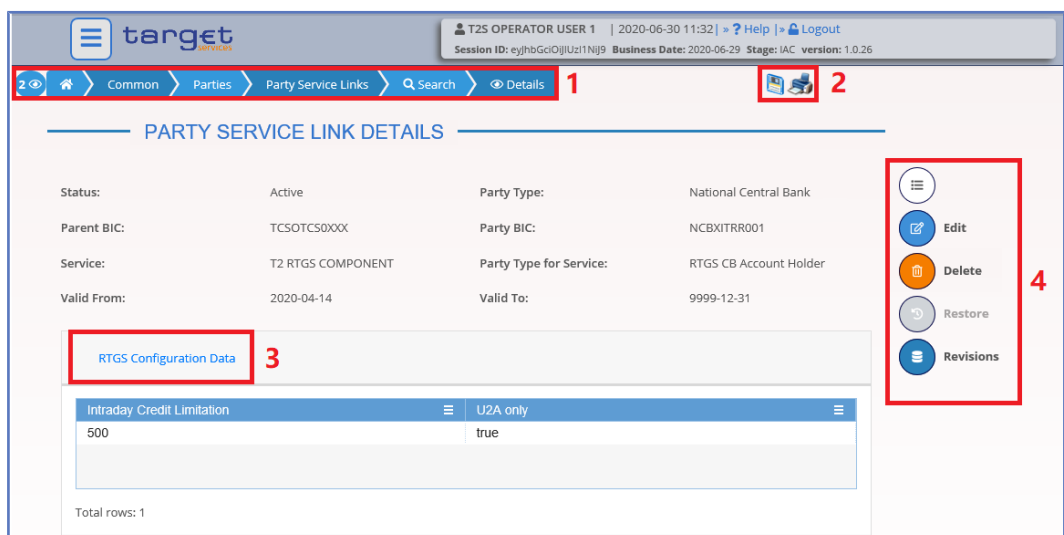 target
services
T2S OPERATOR USER 1 | 2020-06-30 11:32| » ? Help |» Logout
Session ID: eyJhbGciOiJIUzI1NiJ9 Business Date: 2020-06-29 Stage: IAC version: 1.0.26
2 Common Parties Party Service Links Search Details 1 2
PARTY SERVICE LINK DETAILS
Status: Active Party Type: National Central Bank
Parent BIC: TCSOTCS0XXX Party BIC: NCBXITRR001 Edit
Service: T2 RTGS COMPONENT Party Type for Service: RTGS CB Account Holder Delete 4
Valid From: 2020-04-14 Valid To: 9999-12-31 Restore
RTGS Configuration Data 3 Revisions
Intraday Credit Limitation U2A only
500 true
Total rows: 1